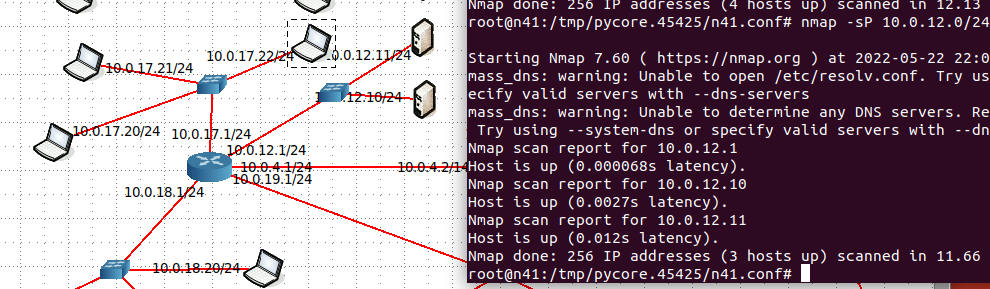 10.0.17.21/24
10.0.17.22/24
10.0.12.11/24
.12.10/24
10.0.17.20/24
10.0.17.1/24
10.0.12.1/24
10.0.4.1/24
10.0.4.2/
10.0.19.1/24
10.0.18.1/24
10.0.18.20/24
Nmap done: 256 IP addresses (4 hosts up) scanned in 12.13
root@n41:/tmp/pycore.45425/n41.conf# nmap -sP 10.0.12.0/24
Starting Nmap 7.60 ( https://nmap.org ) at 2022-05-22 22:0
mass_dns: warning: Unable to open /etc/resolv.conf. Try us
ecify valid servers with --dns-servers
mass_dns: warning: Unable to determine any DNS servers. Re
Try using --system-dns or specify valid servers with --dn
Nmap scan report for 10.0.12.1
Host is up (0.000068s latency).
Nmap scan report for 10.0.12.10
Host is up (0.0027s latency).
Nmap scan report for 10.0.12.11
Host is up (0.012s latency).
Nmap done: 256 IP addresses (3 hosts up) scanned in 11.66
root@n41:/tmp/pycore.45425/n41.conf#